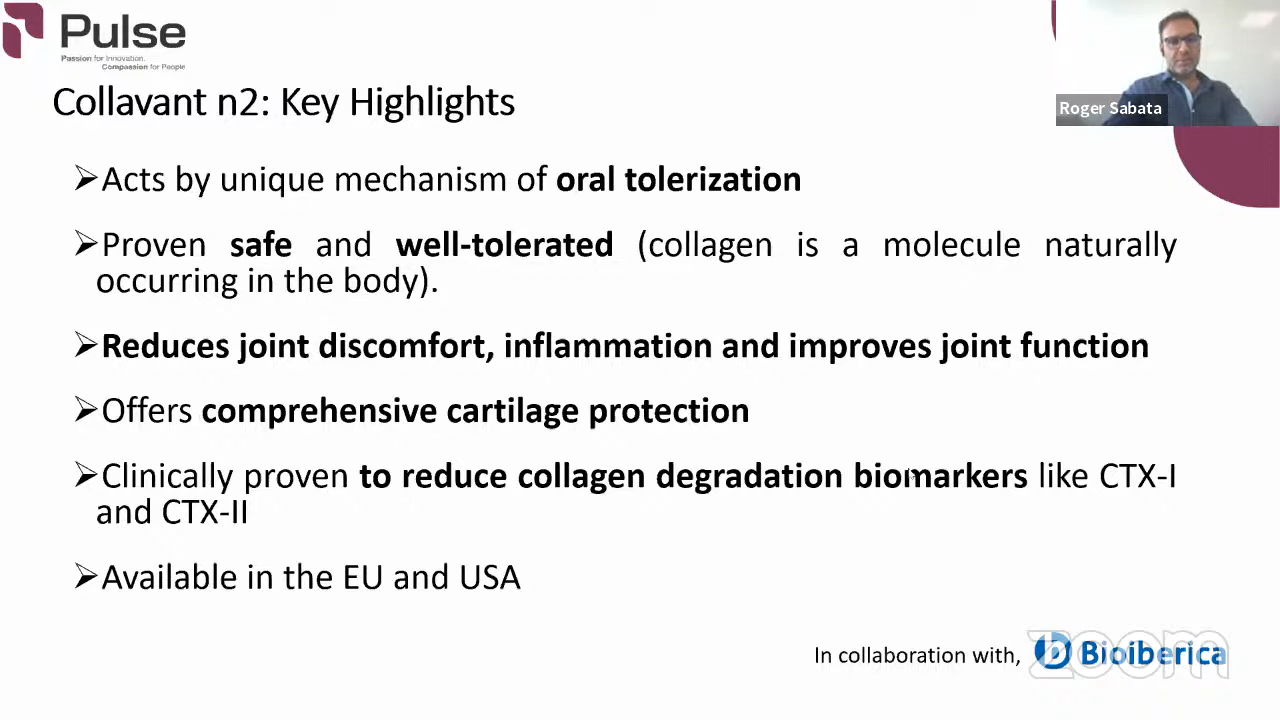 Pulse
Passion for Innovation.
Compassion for People
Roger Sabata
Collavant n2: Key Highlights
➢Acts by unique mechanism of oral tolerization
➢Proven safe and well-tolerated (collagen is a molecule naturally
occurring in the body).
➢Reduces joint discomfort, inflammation and improves joint function
➢Offers comprehensive cartilage protection
➢Clinically proven to reduce collagen degradation biomarkers like CTX-I
and CTX-II
➢Available in the EU and USA
In collaboration with, Bioiberica
zoom